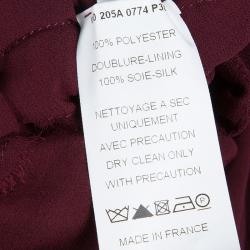 0 205A 0774 P3
100% POLYESTER
DOUBLURE-LINING
100% SOIE-SILK
NETTOYAGE A SEC
UNIQUEMENT
AVEC PRECAUTION
DRY CLEAN ONLY
WITH PRECAUTION
P
MADE IN FRANCE